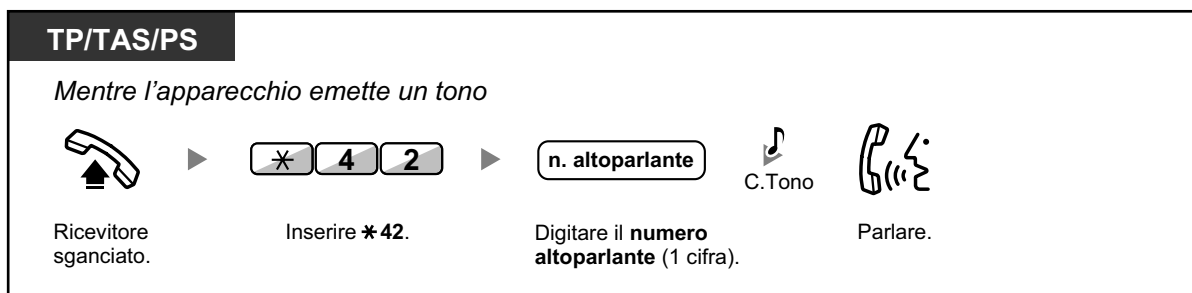 TP/TAS/PS
Mentre l'apparecchio emette un tono
* 4 2
n. altoparlante
C.Tono
Ricevitore
sganciato.
Inserire *42.
Digitare il numero
altoparlante (1 cifra).
Parlare.